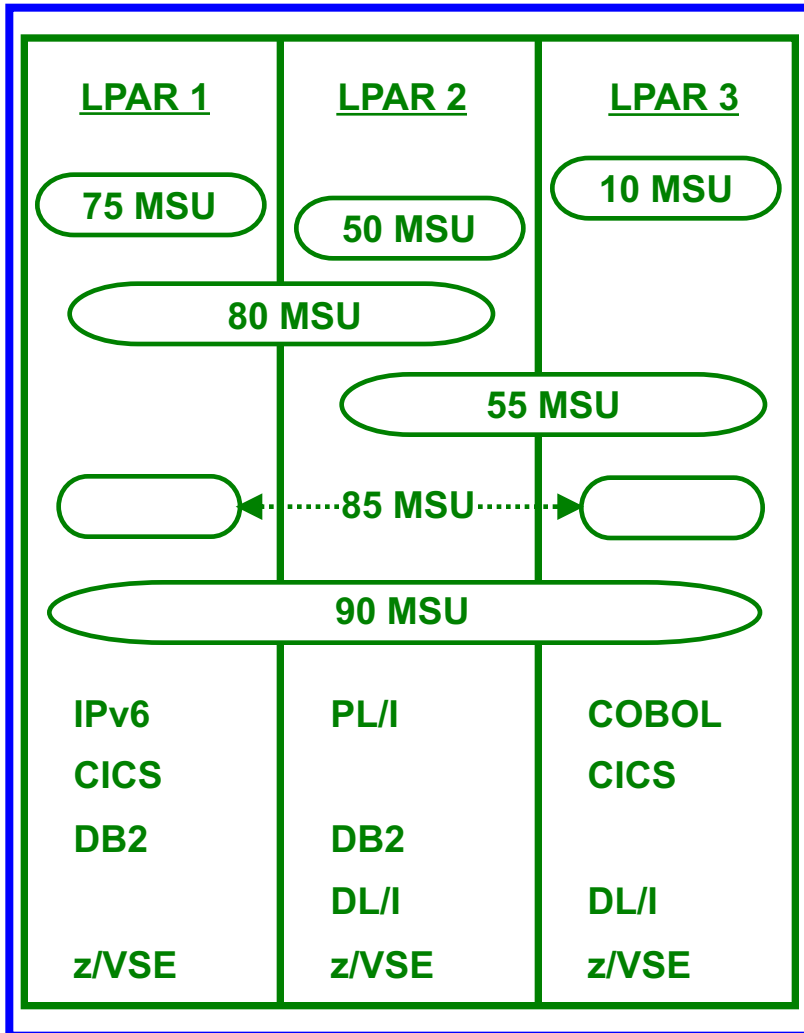 LPAR 1 LPAR 2 LPAR 3
75 MSU 50 MSU 10 MSU
80 MSU
55 MSU
85 MSU
90 MSU
IPv6 PL/I COBOL
CICS CICS
DB2 DB2
DL/I DL/I
z/VSE z/VSE z/VSE